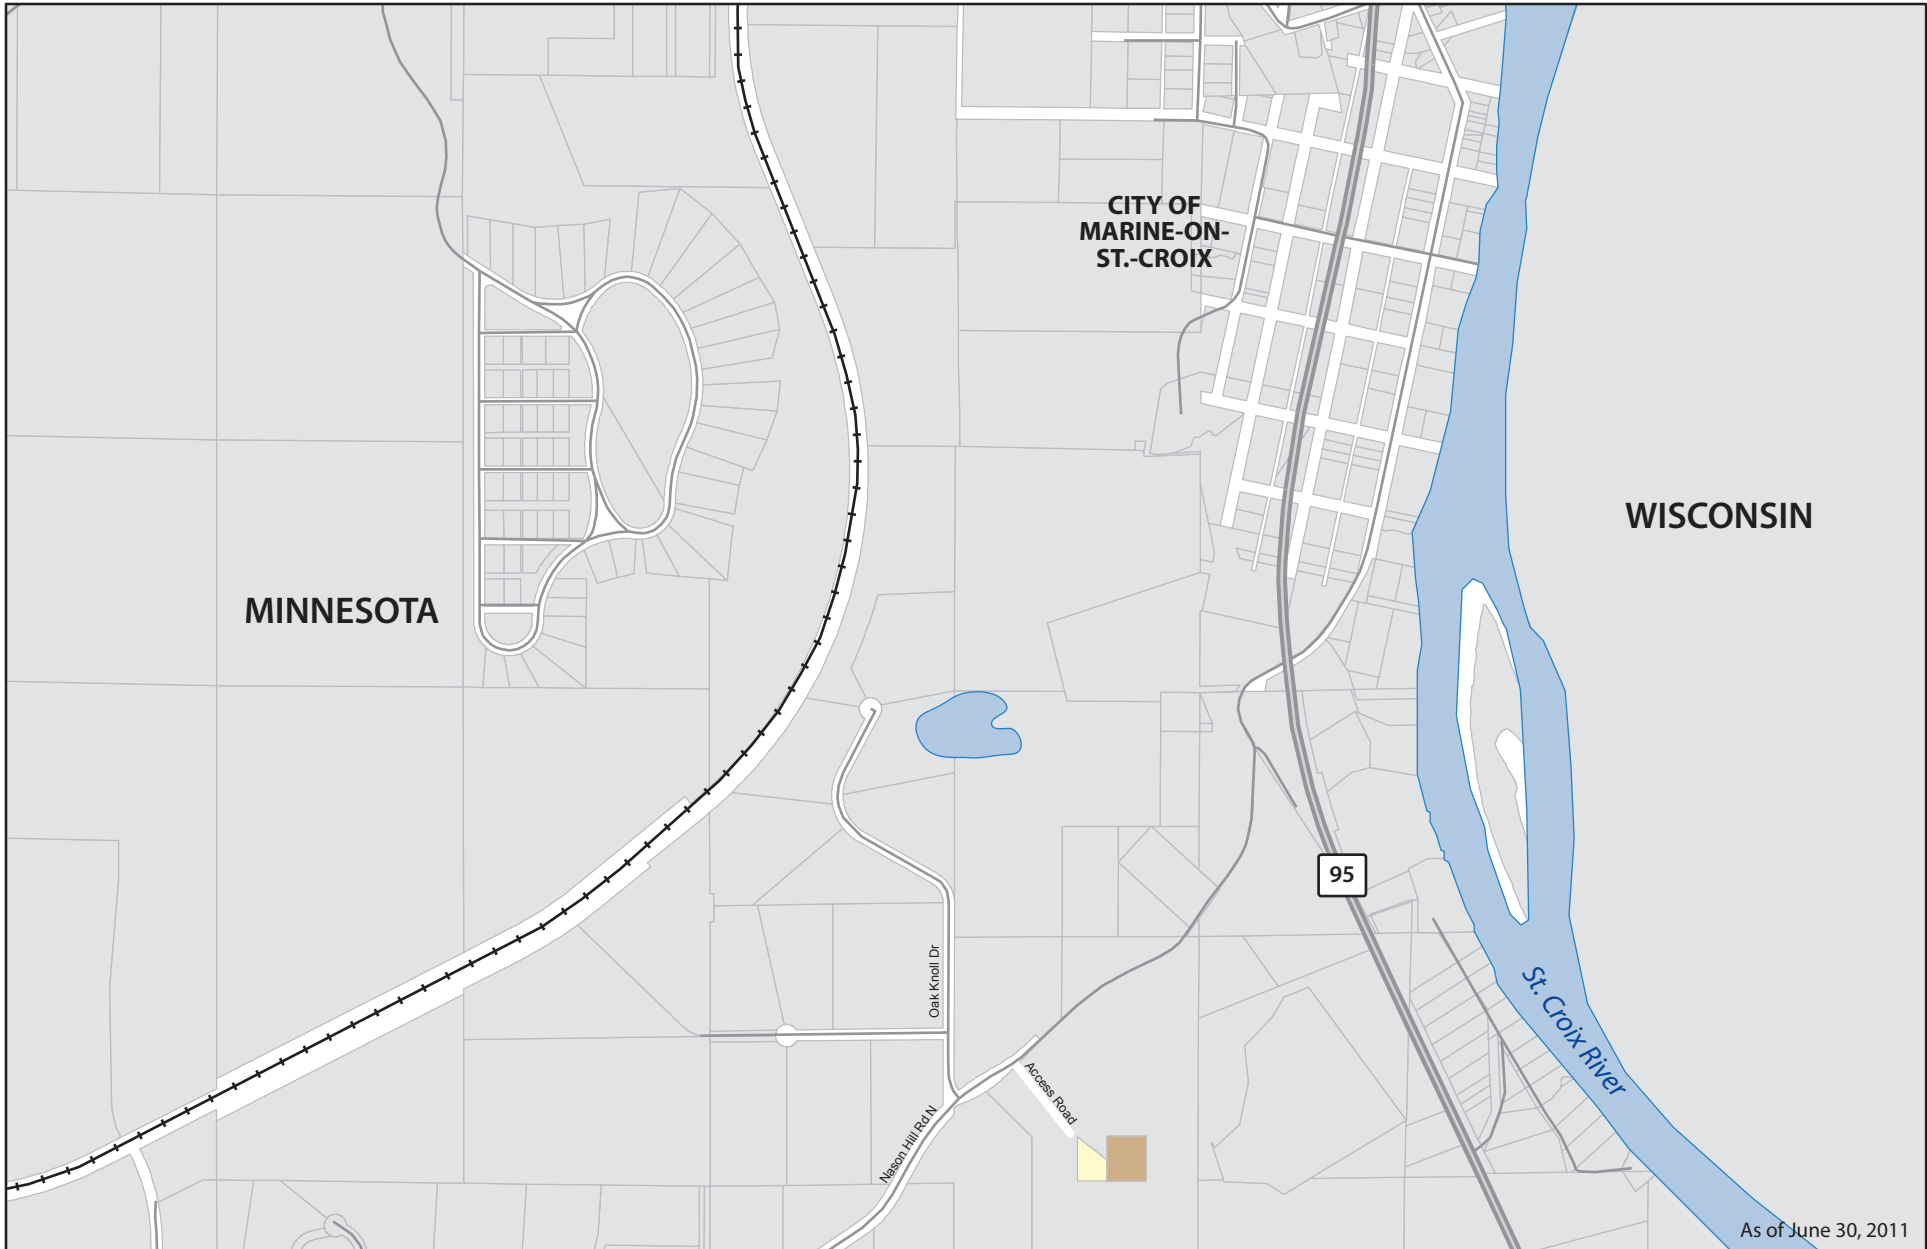 CITY OF
MARINE-ON-
ST.-CROIX
WISCONSIN
MINNESOTA
95
Oak Knoll Dr
St. Croix River
Access Road
Nason Hill Rd N
As of June 30, 2011